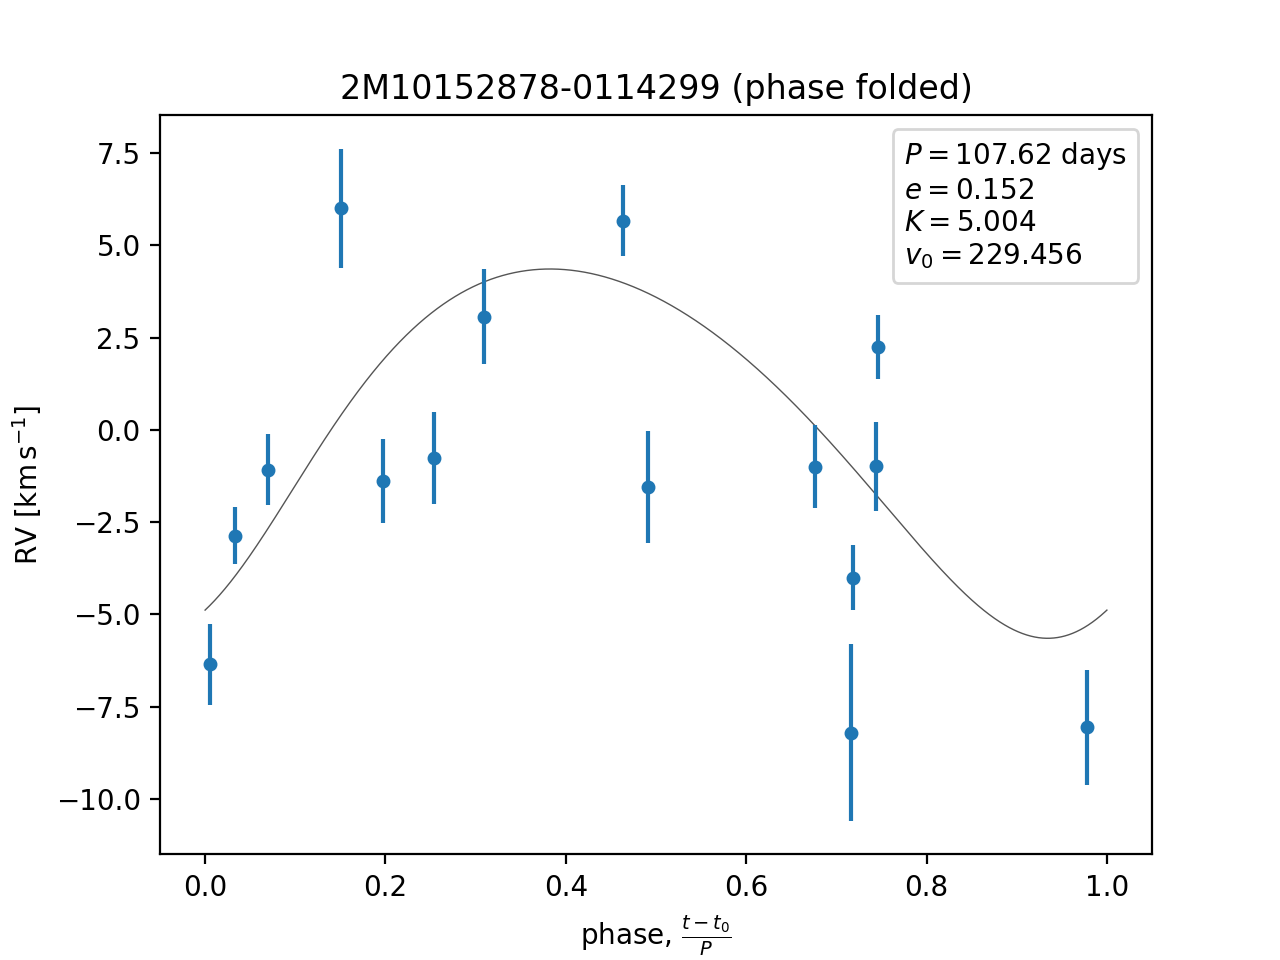 2M10152878-0114299 (phase folded)
P = 107.62 days
e = 0.152
K = 5.004
v₀ = 229.456
7.5
5.0
2.5
0.0
−2.5
−5.0
−7.5
−10.0
RV [km s⁻¹]
0.0 0.2 0.4 0.6 0.8 1.0
phase, (t − t₀)/P